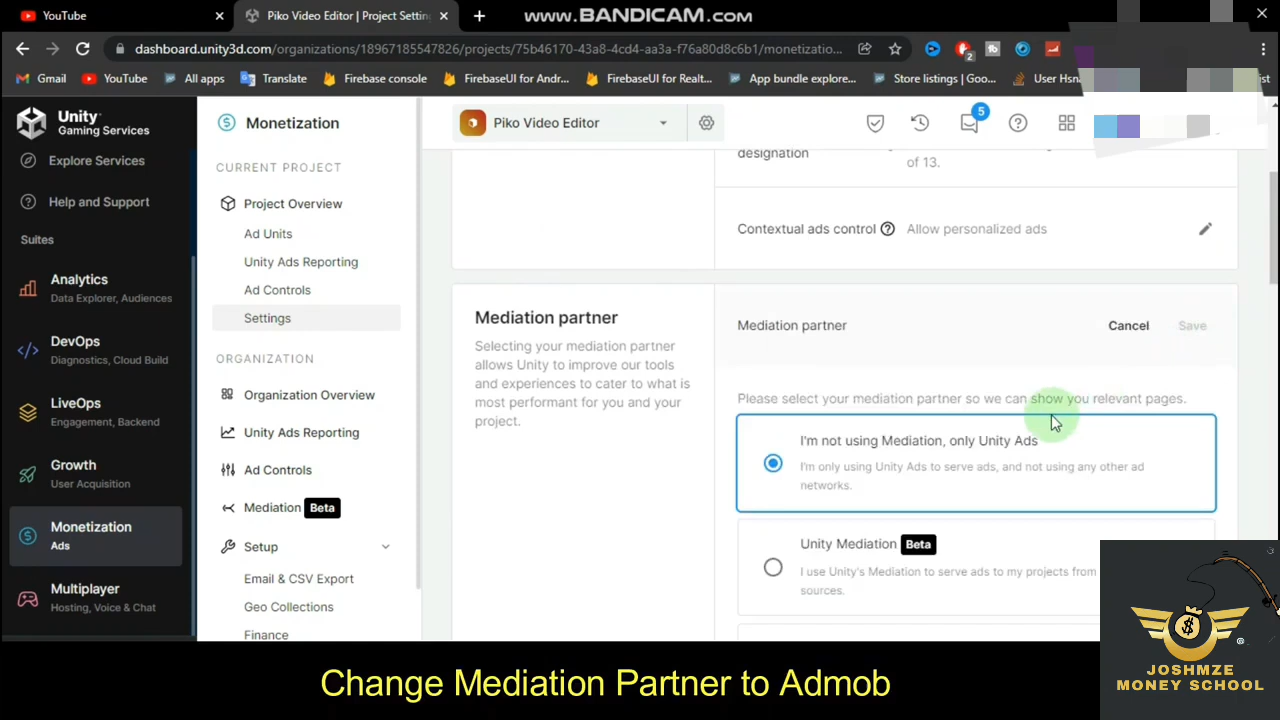 YouTube
Piko Video Editor | Project Settin
www.BANDICAM.com
dashboard.unity3d.com/organizations/18967185547826/projects/75b46170-43a8-4cd4-aa3a-f76a80d8c6b1/monetizatio...
2
Gmail
YouTube
All apps
Translate
Firebase console
FirebaseUI for Andr...
FirebaseUI for Realt...
App bundle explore...
Store listings | Goo...
User Hsna
ist
Unity
Gaming Services
Explore Services
Help and Support
Suites
Analytics
Data Explorer, Audiences
DevOps
Diagnostics, Cloud Build
LiveOps
Engagement, Backend
Growth
User Acquisition
Monetization
Ads
Multiplayer
Hosting, Voice & Chat
Monetization
CURRENT PROJECT
Project Overview
Ad Units
Unity Ads Reporting
Ad Controls
Settings
ORGANIZATION
Organization Overview
Unity Ads Reporting
Ad Controls
Mediation Beta
Setup
Email & CSV Export
Geo Collections
Finance
Piko Video Editor
5
designation
of 13.
Contextual ads control
Allow personalized ads
Mediation partner
Selecting your mediation partner
allows Unity to improve our tools
and experiences to cater to what is
most performant for you and your
project.
Mediation partner
Cancel
Save
Please select your mediation partner so we can show you relevant pages.
I'm not using Mediation, only Unity Ads
I'm only using Unity Ads to serve ads, and not using any other ad
networks.
Unity Mediation Beta
I use Unity's Mediation to serve ads to my projects from
sources.
Change Mediation Partner to Admob
JOSHMZE
MONEY SCHOOL